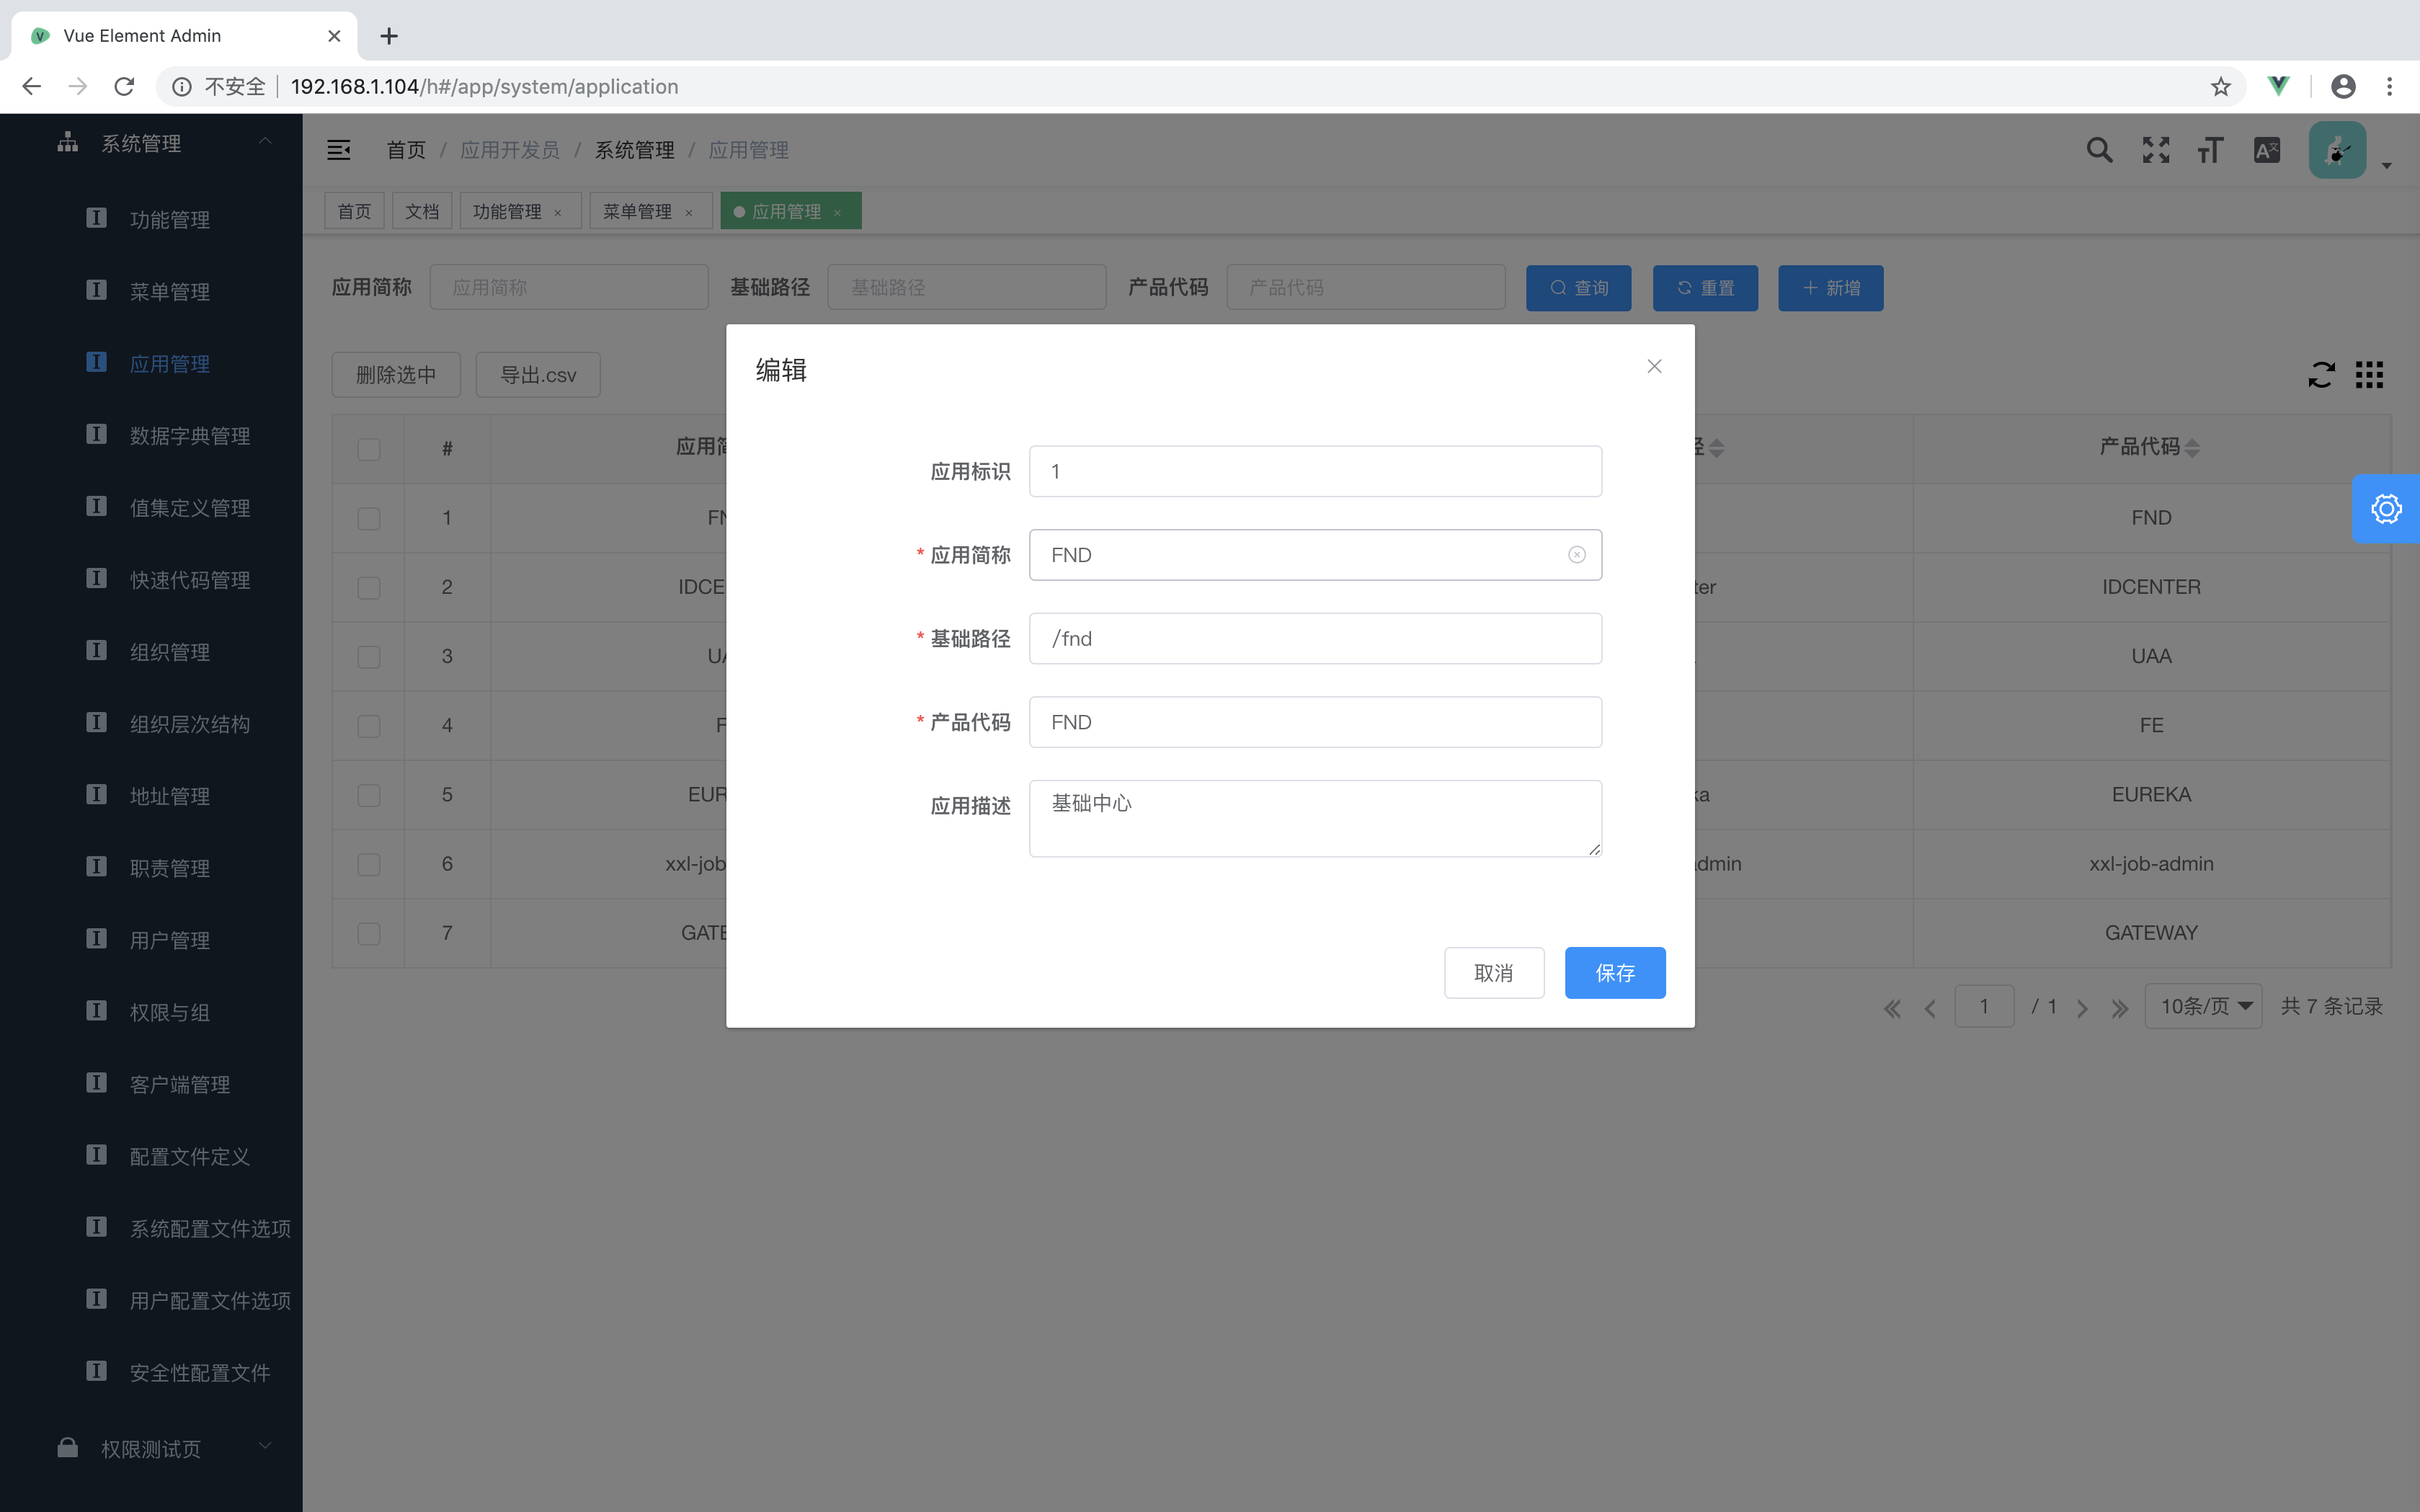 Vue Element Admin
不安全 192.168.1.104/h#/app/system/application
系统管理
功能管理
菜单管理
应用管理
数据字典管理
值集定义管理
快速代码管理
组织管理
组织层次结构
地址管理
职责管理
用户管理
权限与组
客户端管理
配置文件定义
系统配置文件选项
用户配置文件选项
安全性配置文件
权限测试页
首页 / 应用开发员 / 系统管理 / 应用管理
首页 文档 功能管理 × 菜单管理 × 应用管理 ×
应用简称 应用简称 基础路径 基础路径 产品代码 产品代码 查询 重置 新增
删除选中 导出.csv
# 应用简 径 产品代码
1 FN FND
2 IDCE ter IDCENTER
3 UA UAA
4 F FE
5 EUR ka EUREKA
6 xxl-job dmin xxl-job-admin
7 GATE GATEWAY
1 / 1 10条/页 共 7 条记录
编辑
应用标识 1
* 应用简称 FND
* 基础路径 /fnd
* 产品代码 FND
应用描述 基础中心
取消 保存